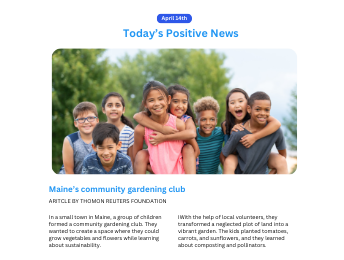 April 14th
Today's Positive News
Maine's community gardening club
ARITCLE BY THOMON REUTERS FOUNDATION
In a small town in Maine, a group of children
formed a community gardening club. They
wanted to create a space where they could
grow vegetables and flowers while learning
about sustainability.
IWith the help of local volunteers, they
transformed a neglected plot of land into a
vibrant garden. The kids planted tomatoes,
carrots, and sunflowers, and they learned
about composting and pollinators.